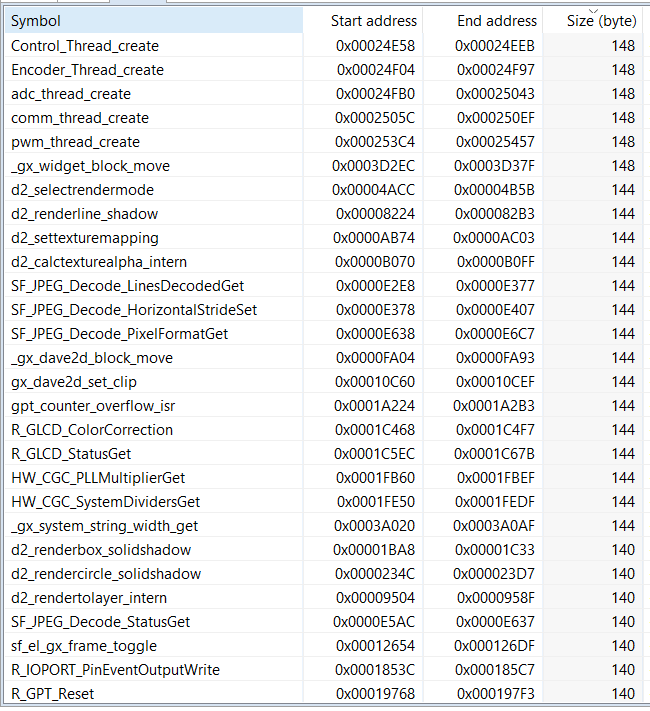 Symbol Start address End address Size (byte)
Control_Thread_create 0x00024E58 0x00024EEB 148
Encoder_Thread_create 0x00024F04 0x00024F97 148
adc_thread_create 0x00024FB0 0x00025043 148
comm_thread_create 0x0002505C 0x000250EF 148
pwm_thread_create 0x000253C4 0x00025457 148
_gx_widget_block_move 0x0003D2EC 0x0003D37F 148
d2_selectrendermode 0x00004ACC 0x00004B5B 144
d2_renderline_shadow 0x00008224 0x000082B3 144
d2_settexturemapping 0x0000AB74 0x0000AC03 144
d2_calctexturealpha_intern 0x0000B070 0x0000B0FF 144
SF_JPEG_Decode_LinesDecodedGet 0x0000E2E8 0x0000E377 144
SF_JPEG_Decode_HorizontalStrideSet 0x0000E378 0x0000E407 144
SF_JPEG_Decode_PixelFormatGet 0x0000E638 0x0000E6C7 144
_gx_dave2d_block_move 0x0000FA04 0x0000FA93 144
gx_dave2d_set_clip 0x00010C60 0x00010CEF 144
gpt_counter_overflow_isr 0x0001A224 0x0001A2B3 144
R_GLCD_ColorCorrection 0x0001C468 0x0001C4F7 144
R_GLCD_StatusGet 0x0001C5EC 0x0001C67B 144
HW_CGC_PLLMultiplierGet 0x0001FB60 0x0001FBEF 144
HW_CGC_SystemDividersGet 0x0001FE50 0x0001FEDF 144
_gx_system_string_width_get 0x0003A020 0x0003A0AF 144
d2_renderbox_solidshadow 0x00001BA8 0x00001C33 140
d2_rendercircle_solidshadow 0x0000234C 0x000023D7 140
d2_rendertolayer_intern 0x00009504 0x0000958F 140
SF_JPEG_Decode_StatusGet 0x0000E5AC 0x0000E637 140
sf_el_gx_frame_toggle 0x00012654 0x000126DF 140
R_IOPORT_PinEventOutputWrite 0x0001853C 0x000185C7 140
R_GPT_Reset 0x00019768 0x000197F3 140